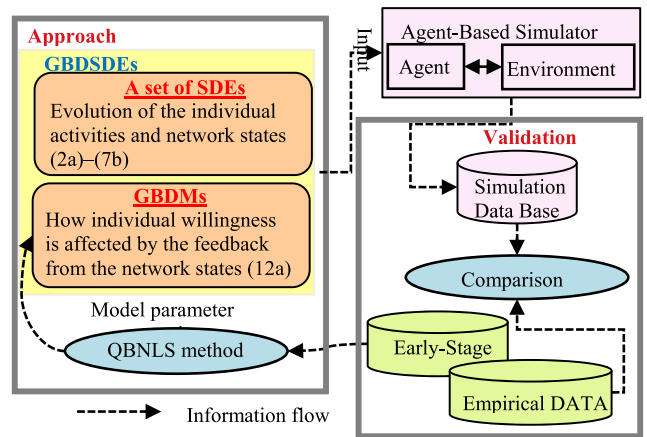 Approach
GBDSDEs
A set of SDEs
Evolution of the individual
activities and network states
(2a)–(7b)
GBDMs
How individual willingness
is affected by the feedback
from the network states (12a)
Model parameter
QBNLS method
Information flow
Input
Agent-Based Simulator
Agent
Environment
Validation
Simulation
Data Base
Comparison
Early-Stage
Empirical DATA